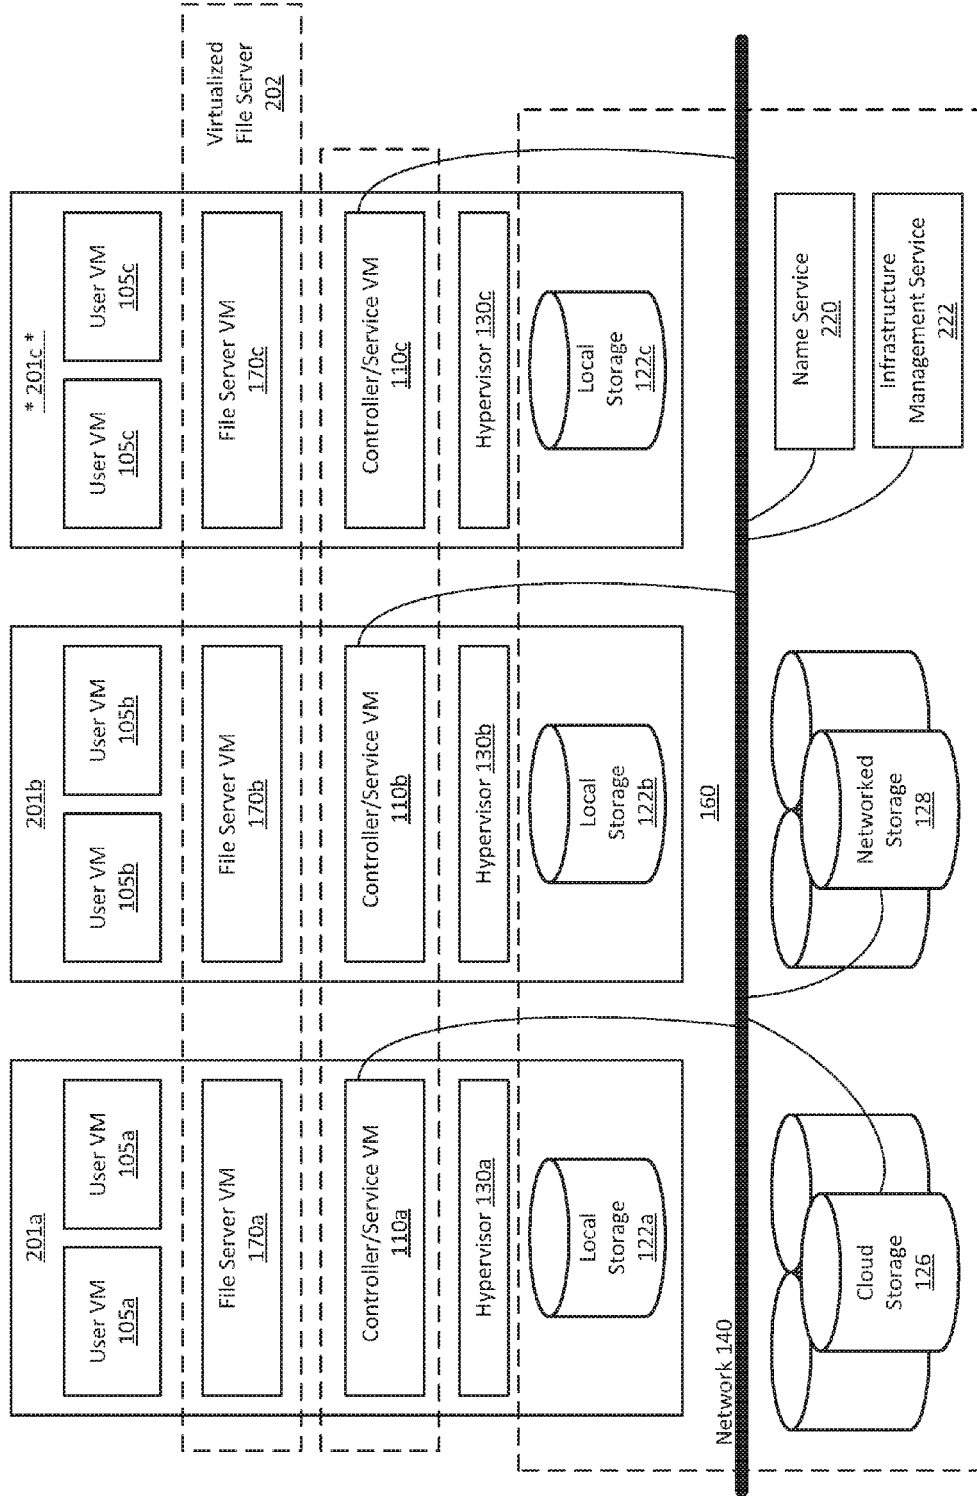 201a
User VM
105a
User VM
105a
File Server VM
170a
Controller/Service VM
110a
Hypervisor 130a
Local
Storage
122a
201b
User VM
105b
User VM
105b
File Server VM
170b
Controller/Service VM
110b
Hypervisor 130b
Local
Storage
122b
160
* 201c *
User VM
105c
User VM
105c
File Server VM
170c
Controller/Service VM
110c
Hypervisor 130c
Local
Storage
122c
Virtualized
File Server
202
Network 140
Cloud
Storage
126
Networked
Storage
128
Name Service
220
Infrastructure
Management Service
222